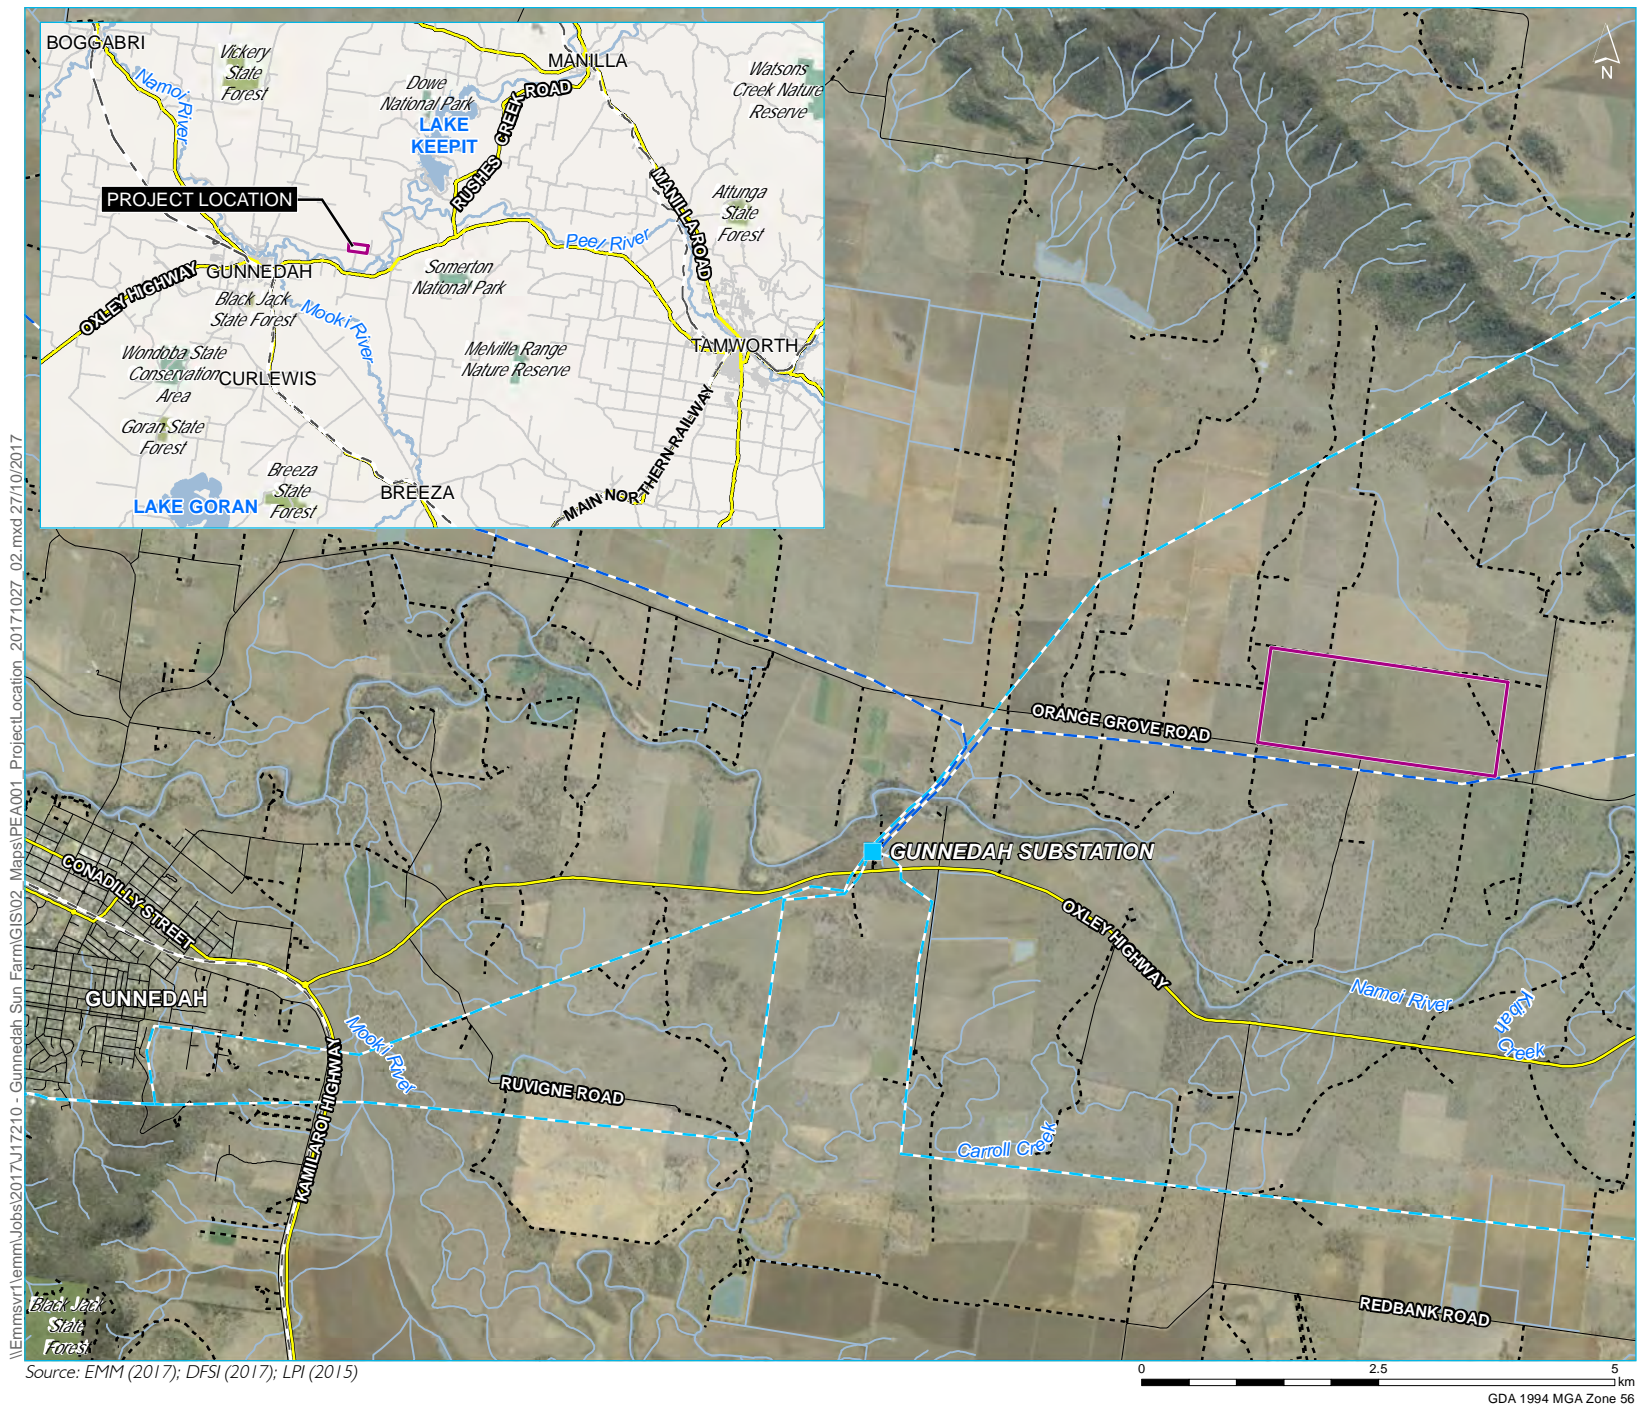 BOGGABRI
Vickery
State
Forest
MANILLA
Watsons
Creek Nature
Reserve
Namoi River
Dowe
National Park
LAKE
KEEPIT
RUSHES CREEK ROAD
MANILLA ROAD
Attunga
State
Forest
PROJECT LOCATION
Peel River
GUNNEDAH
Somerton
National Park
OXLEY HIGHWAY
Black Jack
State Forest
Mooki River
TAMWORTH
Wondoba State
Conservation
Area
CURLEWIS
Melville Range
Nature Reserve
Goran State
Forest
MAIN NORTHERN RAILWAY
Breeza
State
Forest
BREEZA
LAKE GORAN
N
ORANGE GROVE ROAD
GUNNEDAH SUBSTATION
CONADILLY STREET
OXLEY HIGHWAY
GUNNEDAH
Namoi River
Kibah
Creek
Mooki River
RUVIGNE ROAD
KAMILAROI HIGHWAY
Carroll Creek
Black Jack
State
Forest
REDBANK ROAD
\\Emmsvr1\emm\Jobs\2017\J17210 - Gunnedah Sun Farm\GIS\02_Maps\PEA001_ProjectLocation_20171027_02.mxd 27/10/2017
Source: EMM (2017); DFSI (2017); LPI (2015)
0 2.5 5
km
GDA 1994 MGA Zone 56